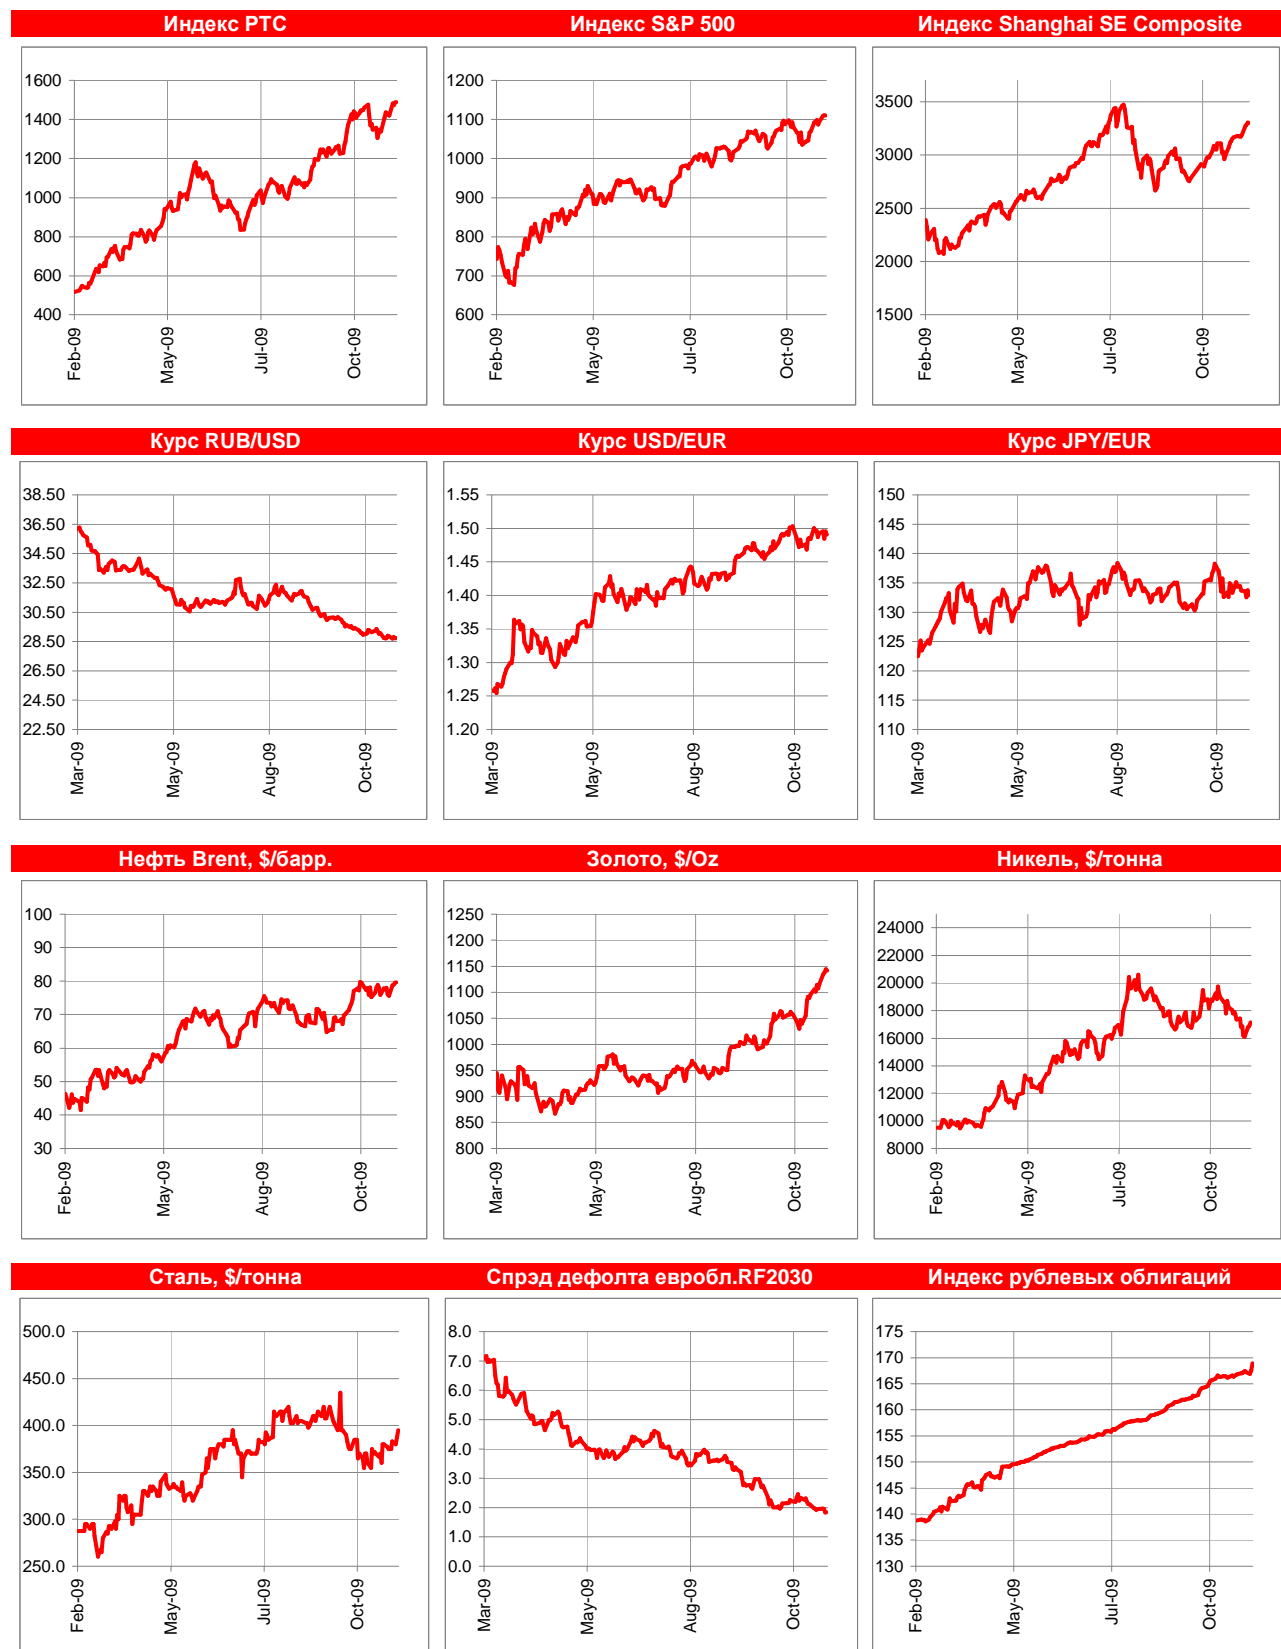 Индекс РТС
1600
1400
1200
1000
800
600
400
Feb-09
May-09
Jul-09
Oct-09
Индекс S&P 500
1200
1100
1000
900
800
700
600
Feb-09
May-09
Jul-09
Oct-09
Индекс Shanghai SE Composite
3500
3000
2500
2000
1500
Feb-09
May-09
Jul-09
Oct-09
Курс RUB/USD
38.50
36.50
34.50
32.50
30.50
28.50
26.50
24.50
22.50
Mar-09
May-09
Aug-09
Oct-09
Курс USD/EUR
1.55
1.50
1.45
1.40
1.35
1.30
1.25
1.20
Mar-09
May-09
Aug-09
Oct-09
Курс JPY/EUR
150
145
140
135
130
125
120
115
110
Mar-09
May-09
Aug-09
Oct-09
Нефть Brent, $/барр.
100
90
80
70
60
50
40
30
Feb-09
May-09
Aug-09
Oct-09
Золото, $/Oz
1250
1200
1150
1100
1050
1000
950
900
850
800
Mar-09
May-09
Aug-09
Oct-09
Никель, $/тонна
24000
22000
20000
18000
16000
14000
12000
10000
8000
Feb-09
May-09
Jul-09
Oct-09
Сталь, $/тонна
500.0
450.0
400.0
350.0
300.0
250.0
Feb-09
May-09
Jul-09
Oct-09
Спрэд дефолта евробл.RF2030
8.0
7.0
6.0
5.0
4.0
3.0
2.0
1.0
0.0
Mar-09
May-09
Aug-09
Oct-09
Индекс рублевых облигаций
175
170
165
160
155
150
145
140
135
130
Feb-09
May-09
Jul-09
Oct-09